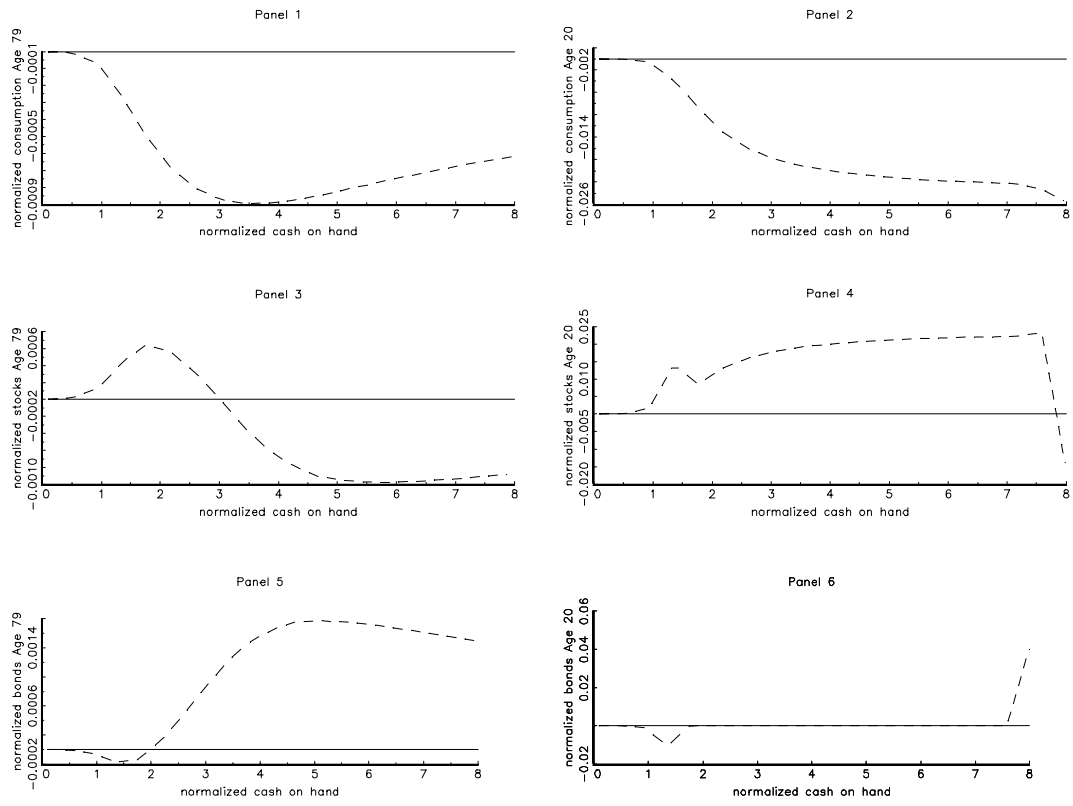 Panel 1
normalized consumption Age 79
−0.0001
−0.0005
−0.0009
0 1 2 3 4 5 6 7 8
normalized cash on hand
Panel 2
normalized consumption Age 20
−0.002
−0.014
−0.026
0 1 2 3 4 5 6 7 8
normalized cash on hand
Panel 3
normalized stocks Age 79
0.0006
−0.0002
−0.0010
0 1 2 3 4 5 6 7 8
normalized cash on hand
Panel 4
normalized stocks Age 20
0.025
0.010
−0.005
−0.020
0 1 2 3 4 5 6 7 8
normalized cash on hand
Panel 5
normalized bonds Age 79
0.0014
0.0006
−0.0002
0 1 2 3 4 5 6 7 8
normalized cash on hand
Panel 6
normalized bonds Age 20
0.06
0.04
0.02
−0.02
0 1 2 3 4 5 6 7 8
normalized cash on hand